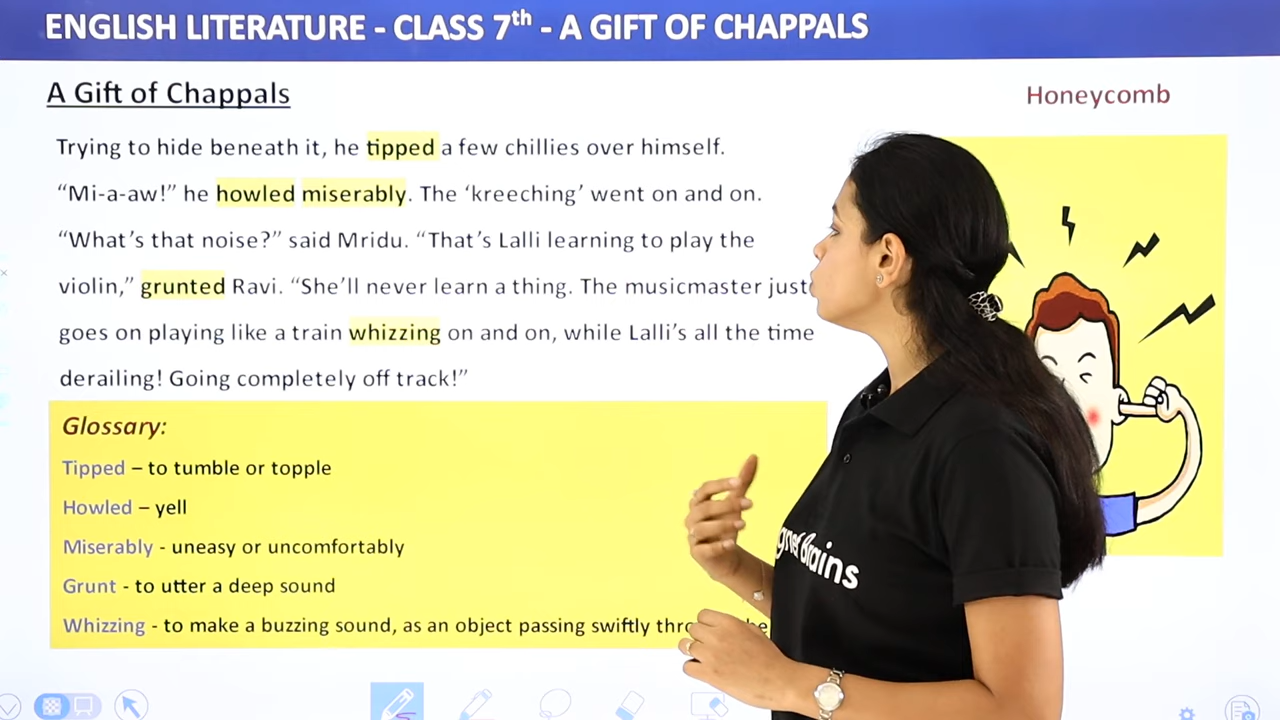 ENGLISH LITERATURE - CLASS 7th - A GIFT OF CHAPPALS
A Gift of Chappals
Honeycomb
Trying to hide beneath it, he tipped a few chillies over himself.
“Mi-a-aw!” he howled miserably. The ‘kreeching’ went on and on.
“What’s that noise?” said Mridu. “That’s Lalli learning to play the
violin,” grunted Ravi. “She’ll never learn a thing. The musicmaster just
goes on playing like a train whizzing on and on, while Lalli’s all the time
derailing! Going completely off track!”
Glossary:
Tipped – to tumble or topple
Howled – yell
Miserably - uneasy or uncomfortably
Grunt - to utter a deep sound
Whizzing - to make a buzzing sound, as an object passing swiftly
Brains